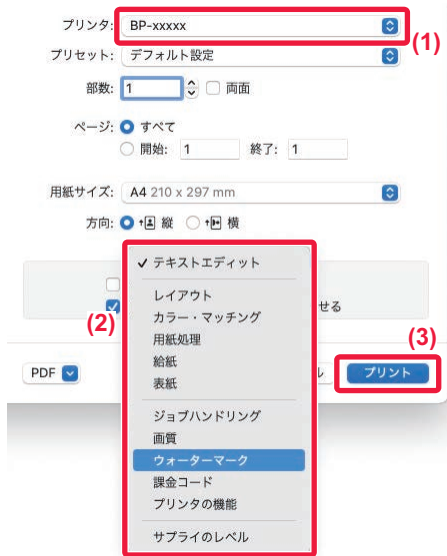 プリンタ: BP-xxxxx
(1)
プリセット: デフォルト設定
部数: 1 両面
ページ: すべて
開始: 1 終了: 1
用紙サイズ: A4 210 x 297 mm
方向: 縦 横
✓ テキストエディット
レイアウト
せる
カラー・マッチング
(2)
用紙処理
(3)
給紙
PDF ル プリント
表紙
ジョブハンドリング
画質
ウォーターマーク
課金コード
プリンタの機能
サプライのレベル